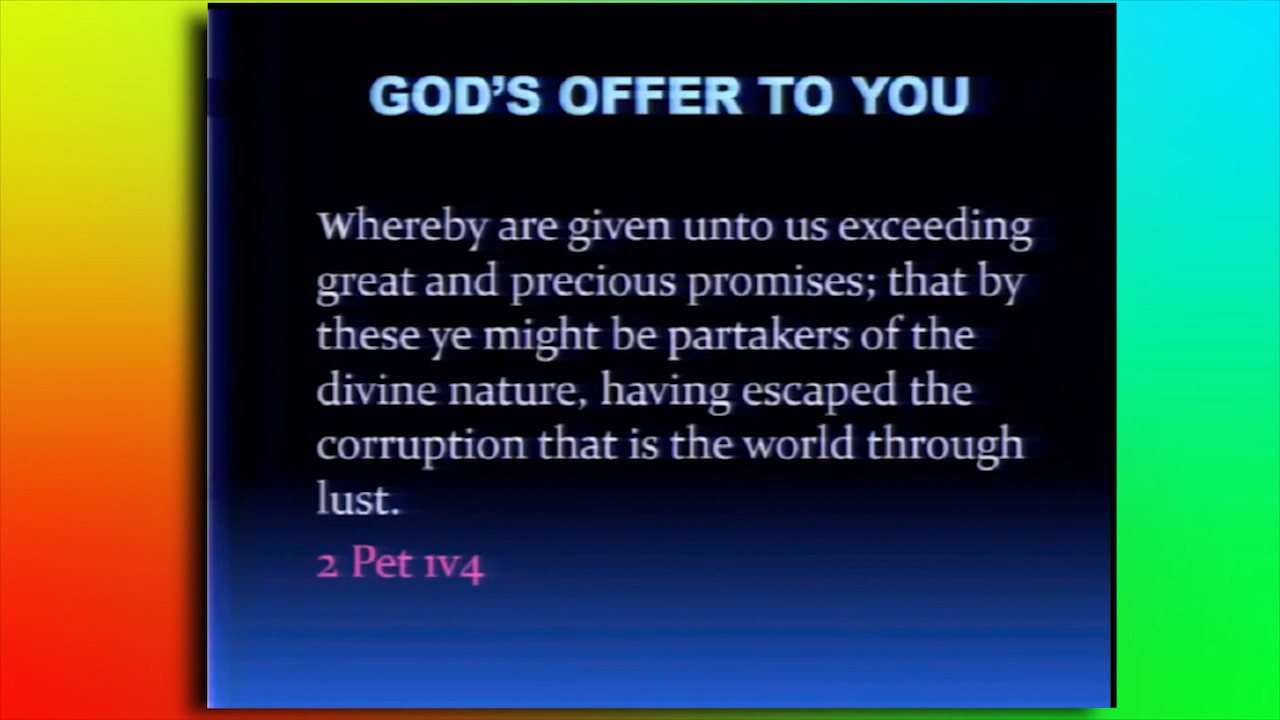 GOD'S OFFER TO YOU
Whereby are given unto us exceeding
great and precious promises; that by
these ye might be partakers of the
divine nature, having escaped the
corruption that is the world through
lust.
2 Pet 1v4